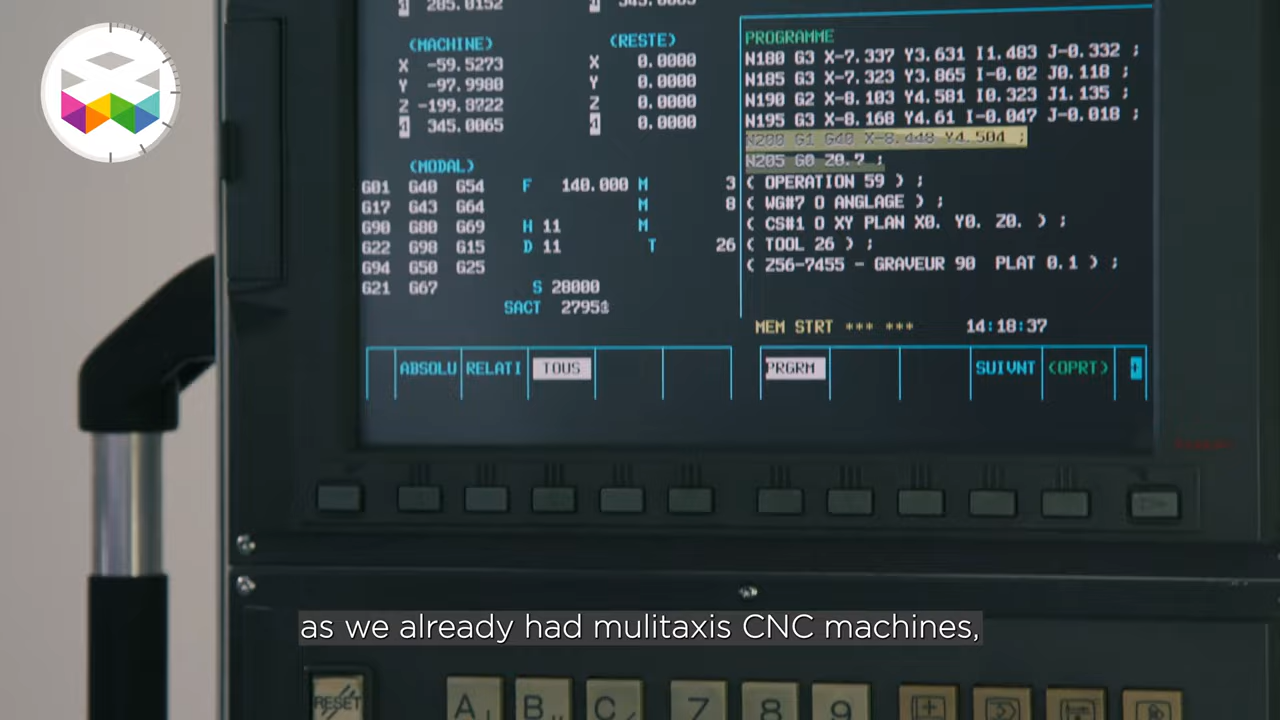 205.0152
343.0065
(MACHINE)
X -59.5273
Y -97.9980
Z -199.8722
345.0065
(RESTE)
X 0.0000
Y 0.0000
Z 0.0000
0.0000
(MODAL)
G01 G40 G54 F 140.000 M 3
G17 G43 G64 M 8
G90 G80 G69 H 11 M
G22 G98 G15 D 11 T 26
G94 G50 G25
G21 G67 S 28000
SACT 27951
PROGRAMME
N180 G3 X-7.337 Y3.631 I1.483 J-0.332 ;
N185 G3 X-7.323 Y3.865 I-0.02 J0.118 ;
N190 G2 X-8.103 Y4.581 I0.323 J1.135 ;
N195 G3 X-8.168 Y4.61 I-0.047 J-0.018 ;
N200 G1 G40 X-8.448 Y4.504 ;
N205 G0 Z0.7 ;
( OPERATION 59 ) ;
( WG#7 O ANGLAGE ) ;
( CS#1 O XY PLAN X0. Y0. Z0. ) ;
( TOOL 26 ) ;
( Z56-7455 - GRAVEUR 90 PLAT 0.1 ) ;
MEM STRT *** *** 14:18:37
ABSOLU RELATI TOUS PRGRM SUIVNT (OPRT) +
as we already had mulitaxis CNC machines,
RESET A B C 7 8 9